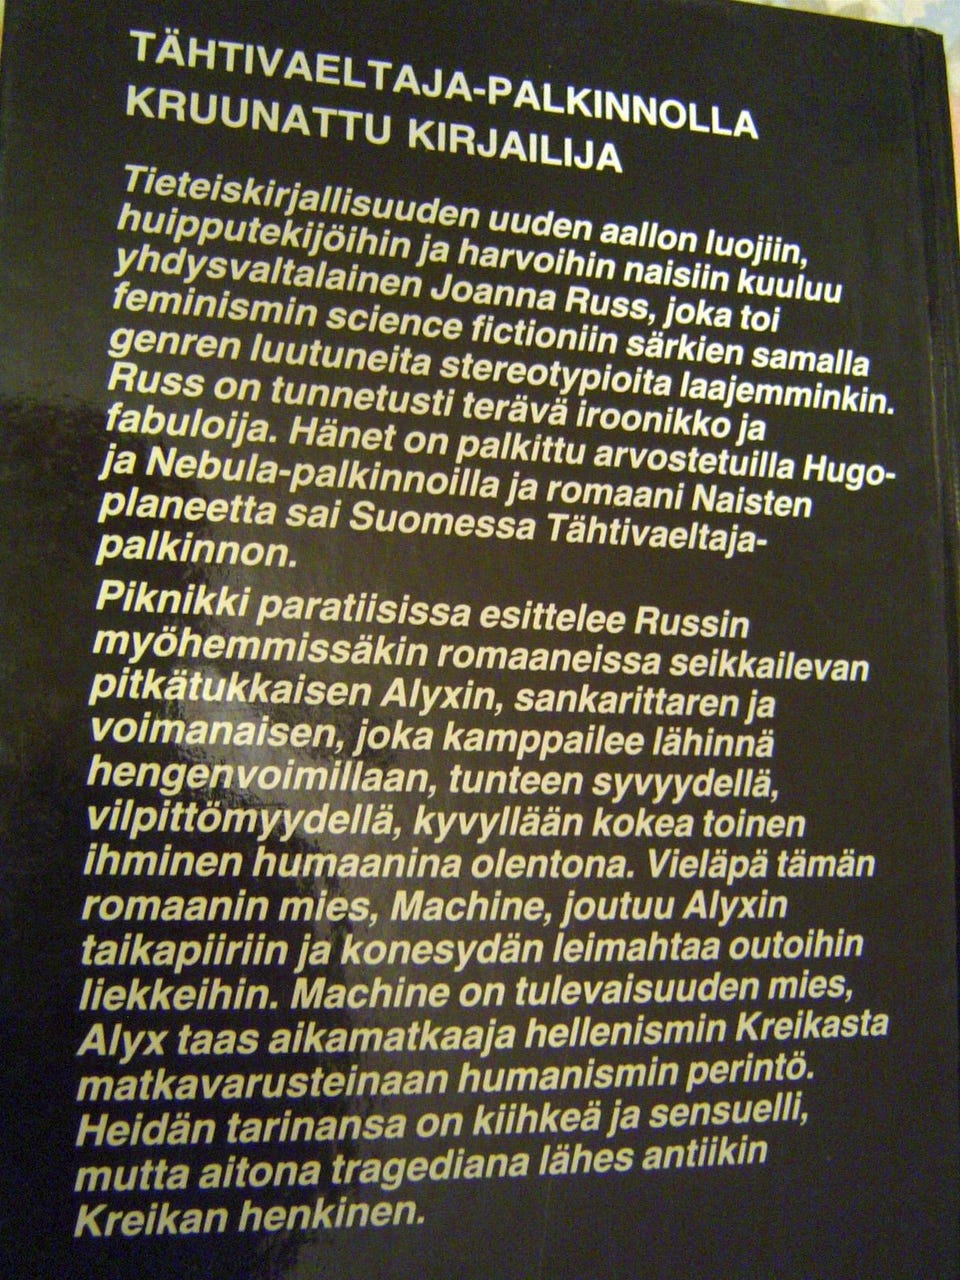 TÄHTIVAELTAJA-PALKINNOLLA
KRUUNATTU KIRJAILIJA
Tieteiskirjallisuuden uuden aallon luojiin,
huipputekijöihin ja harvoihin naisiin kuuluu
yhdysvaltalainen Joanna Russ, joka toi
feminismin science fictioniin särkien samalla
genren luutuneita stereotypioita laajemminkin.
Russ on tunnetusti terävä iroonikko ja
fabuloija. Hänet on palkittu arvostetuilla Hugo-
ja Nebula-palkinnoilla ja romaani Naisten
planeetta sai Suomessa Tähtivaeltaja-
palkinnon.
Piknikki paratiisissa esittelee Russin
myöhemmissäkin romaaneissa seikkailevan
pitkätukkaisen Alyxin, sankarittaren ja
voimanaisen, joka kamppailee lähinnä
hengenvoimillaan, tunteen syvyydellä,
vilpittömyydellä, kyvyllään kokea toinen
ihminen humaanina olentona. Vieläpä tämän
romaanin mies, Machine, joutuu Alyxin
taikapiiriin ja konesydän leimahtaa outoihin
liekkeihin. Machine on tulevaisuuden mies,
Alyx taas aikamatkaaja hellenismin Kreikasta
matkavarusteinaan humanismin perintö.
Heidän tarinansa on kiihkeä ja sensuelli,
mutta aitona tragediana lähes antiikin
Kreikan henkinen.